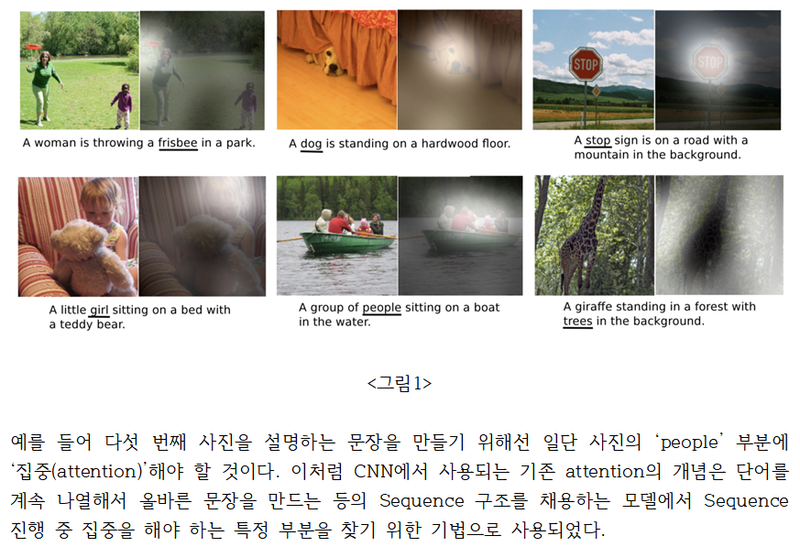 A woman is throwing a frisbee in a park.
A dog is standing on a hardwood floor.
STOP
A stop sign is on a road with a
mountain in the background.
A little girl sitting on a bed with
a teddy bear.
A group of people sitting on a boat
in the water.
A giraffe standing in a forest with
trees in the background.
<그림1>
예를 들어 다섯 번째 사진을 설명하는 문장을 만들기 위해선 일단 사진의 ‘people’ 부분에
‘집중(attention)’해야 할 것이다. 이처럼 CNN에서 사용되는 기존 attention의 개념은 단어를
계속 나열해서 올바른 문장을 만드는 등의 Sequence 구조를 채용하는 모델에서 Sequence
진행 중 집중을 해야 하는 특정 부분을 찾기 위한 기법으로 사용되었다.